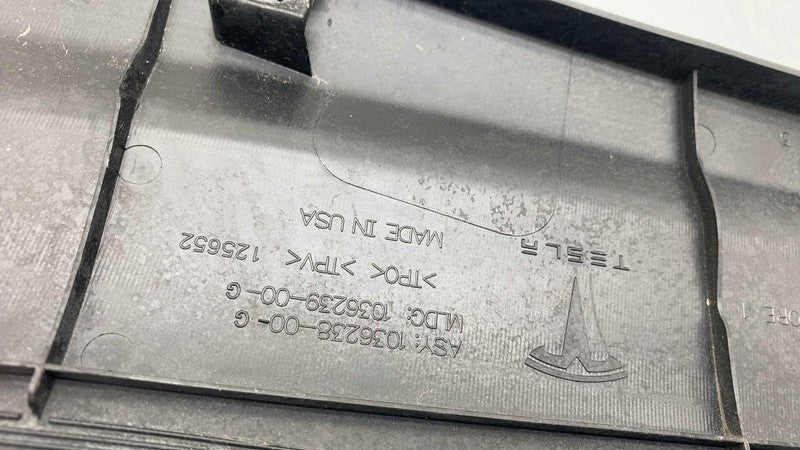 ASY: 1036238-00-G
MLDG: 1036239-00-G
>TPO< >TPV< 125652
MADE IN USA
TESLA